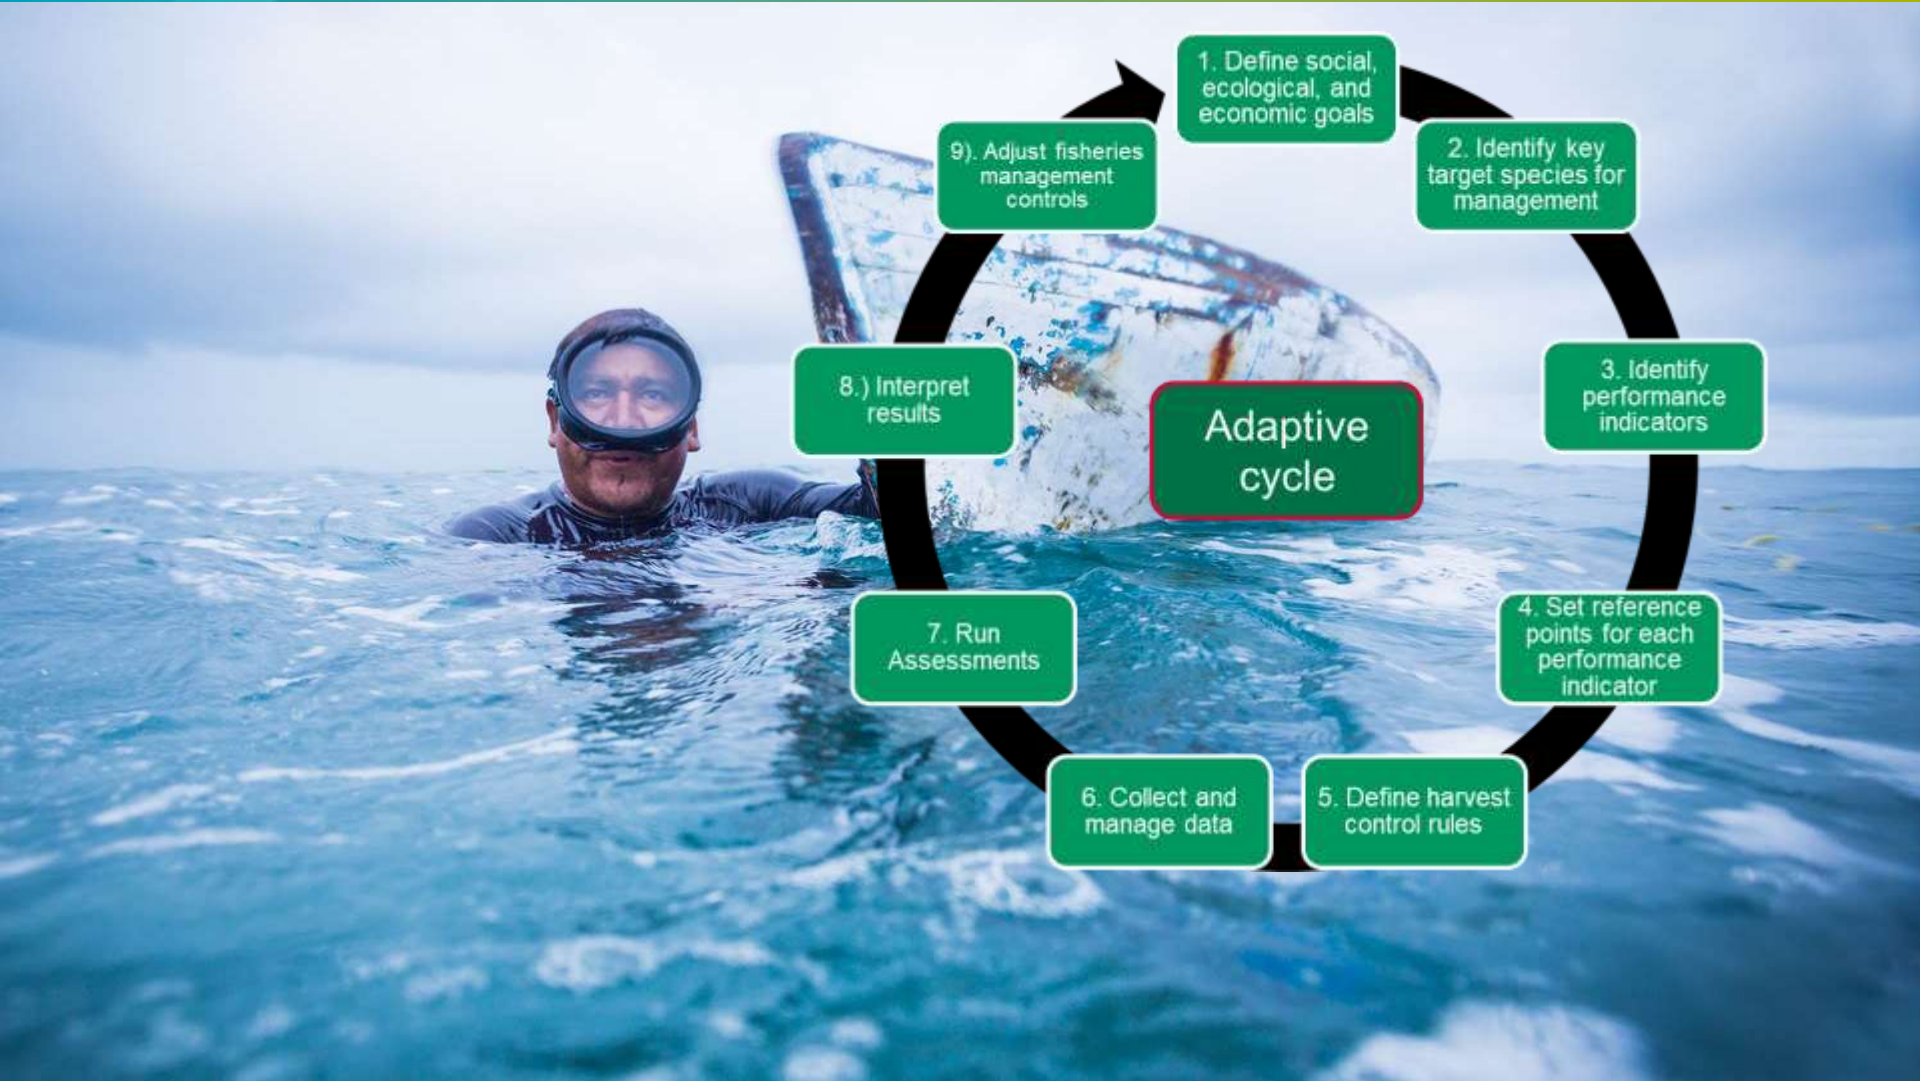 1. Define social,
ecological, and
economic goals
2. Identify key
target species for
management
3. Identify
performance
indicators
4. Set reference
points for each
performance
indicator
5. Define harvest
control rules
6. Collect and
manage data
7. Run
Assessments
8.) Interpret
results
9). Adjust fisheries
management
controls
Adaptive
cycle